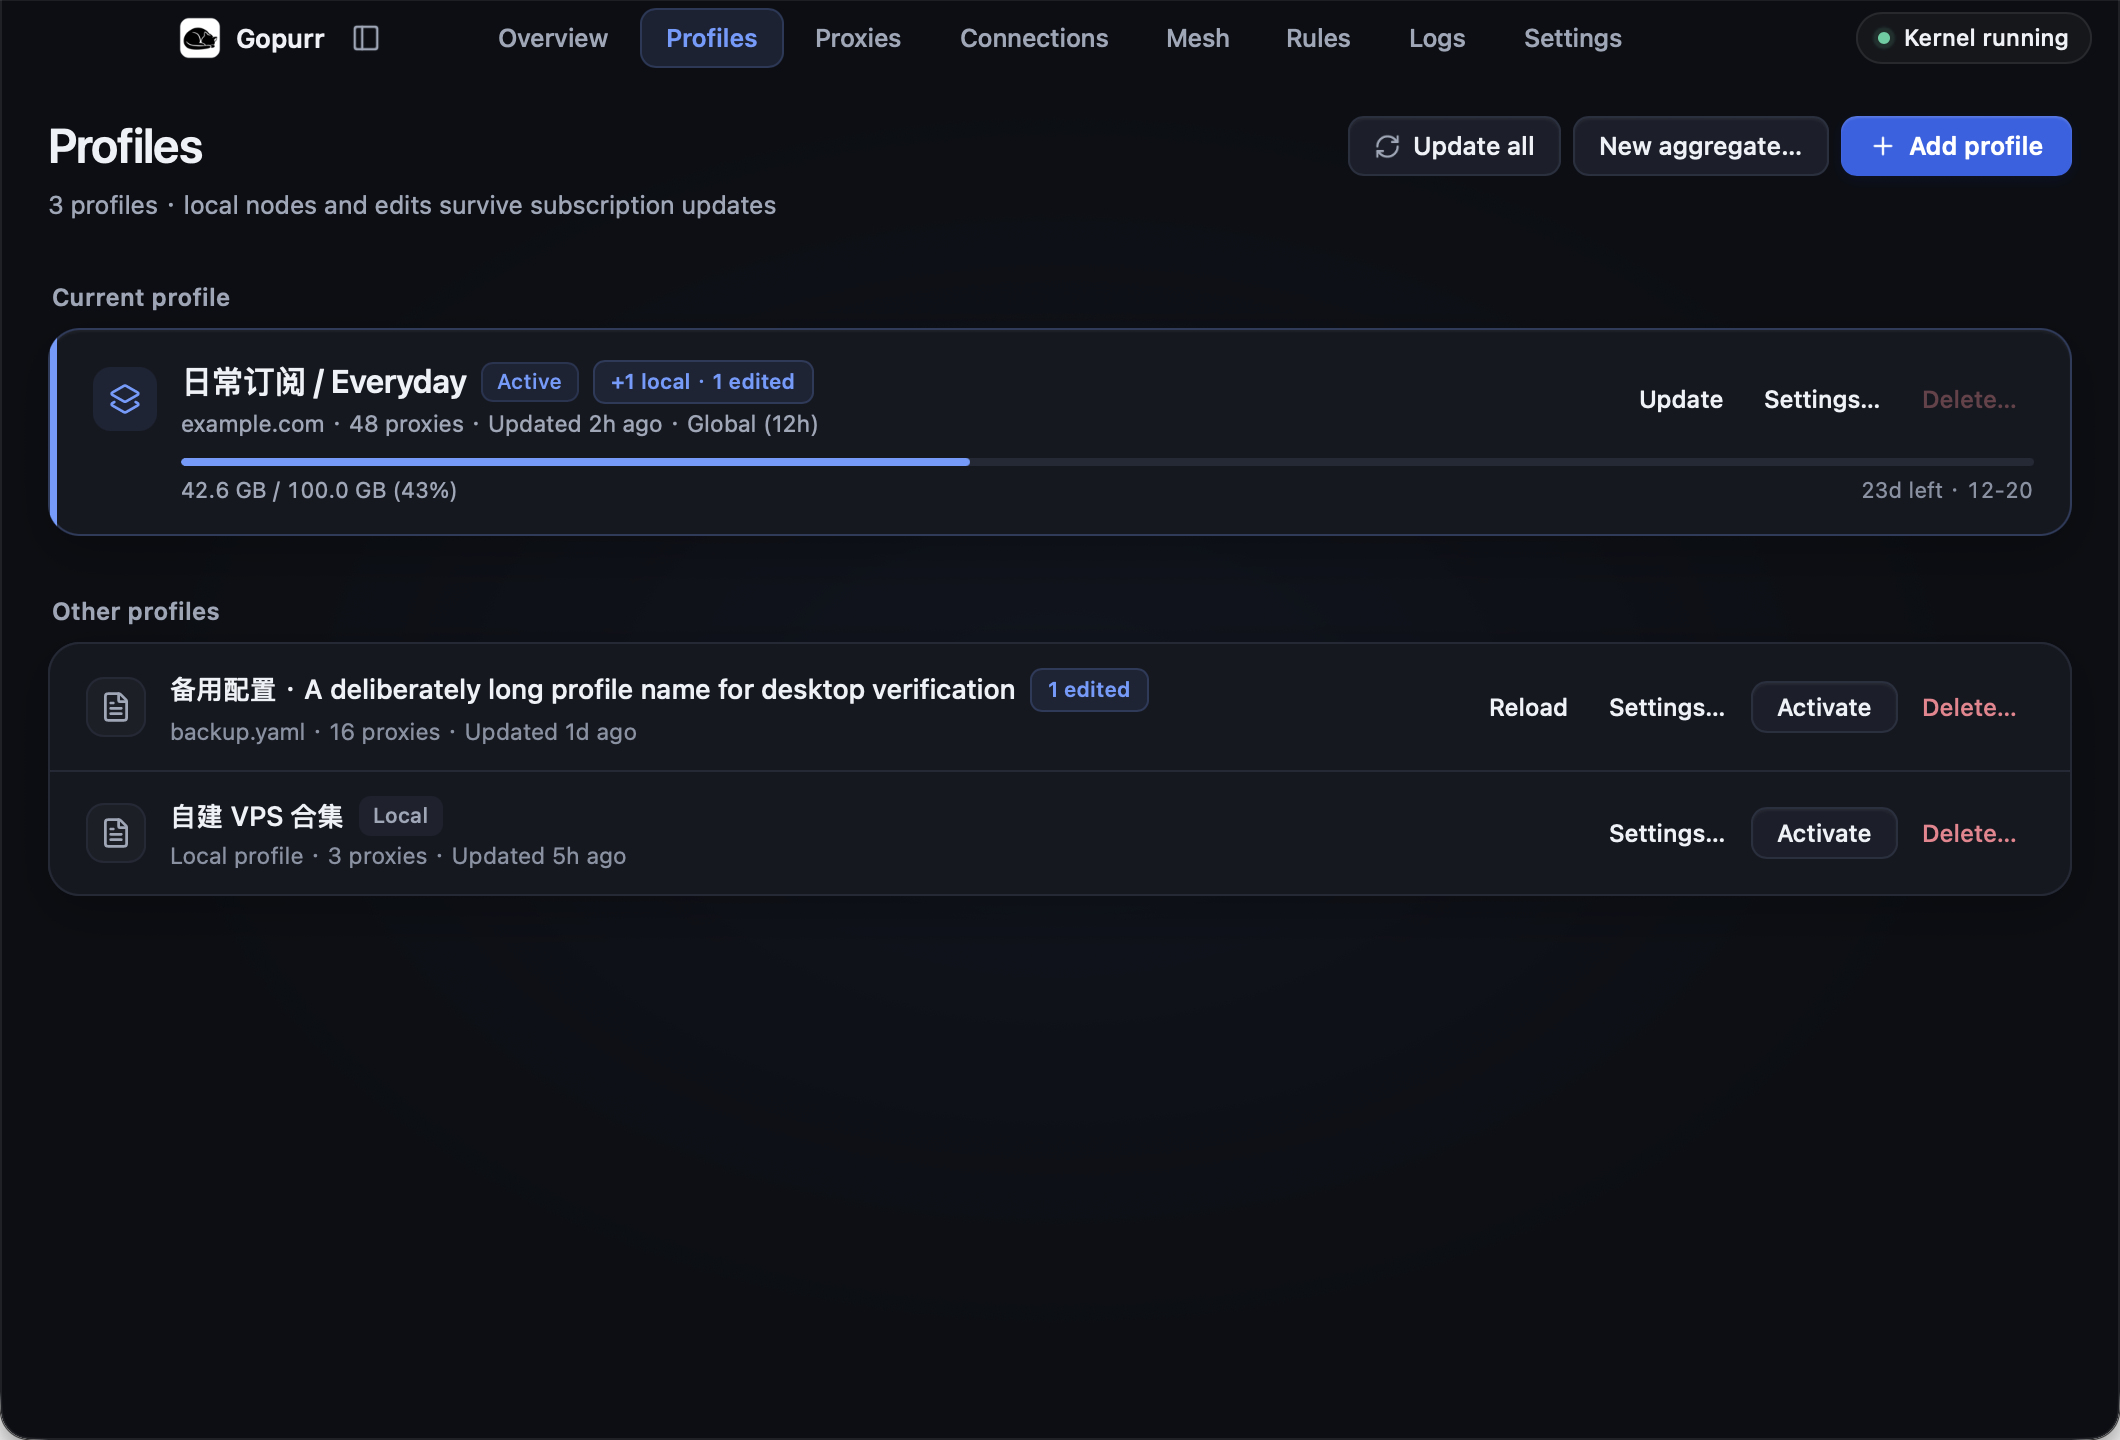 Gopurr
Overview Profiles Proxies Connections Mesh Rules Logs Settings
Kernel running
Profiles
Update all New aggregate... + Add profile
3 profiles · local nodes and edits survive subscription updates
Current profile
日常订阅 / Everyday Active +1 local · 1 edited
example.com · 48 proxies · Updated 2h ago · Global (12h)
Update Settings... Delete...
42.6 GB / 100.0 GB (43%)
23d left · 12-20
Other profiles
备用配置 · A deliberately long profile name for desktop verification 1 edited
backup.yaml · 16 proxies · Updated 1d ago
Reload Settings... Activate Delete...
自建 VPS 合集 Local
Local profile · 3 proxies · Updated 5h ago
Settings... Activate Delete...